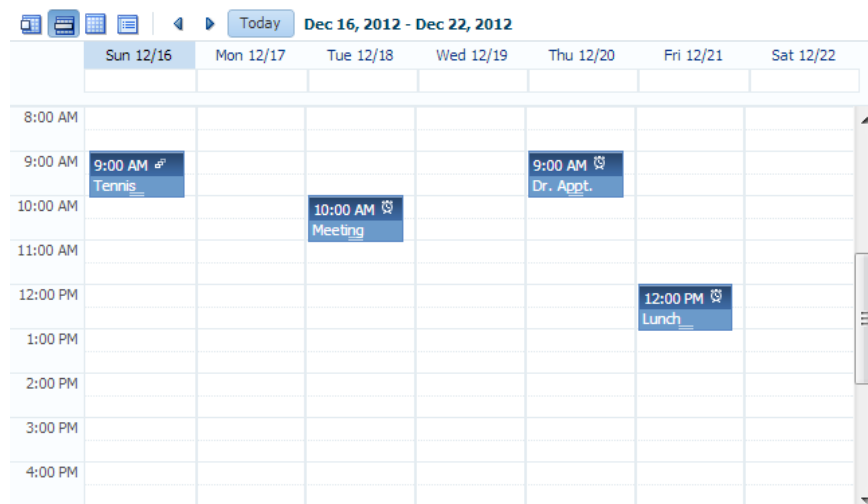 Today Dec 16, 2012 - Dec 22, 2012
Sun 12/16 Mon 12/17 Tue 12/18 Wed 12/19 Thu 12/20 Fri 12/21 Sat 12/22
8:00 AM
9:00 AM 9:00 AM 9:00 AM
Tennis Dr. Appt.
10:00 AM 10:00 AM
Meeting
11:00 AM
12:00 PM 12:00 PM
Lunch
1:00 PM
2:00 PM
3:00 PM
4:00 PM